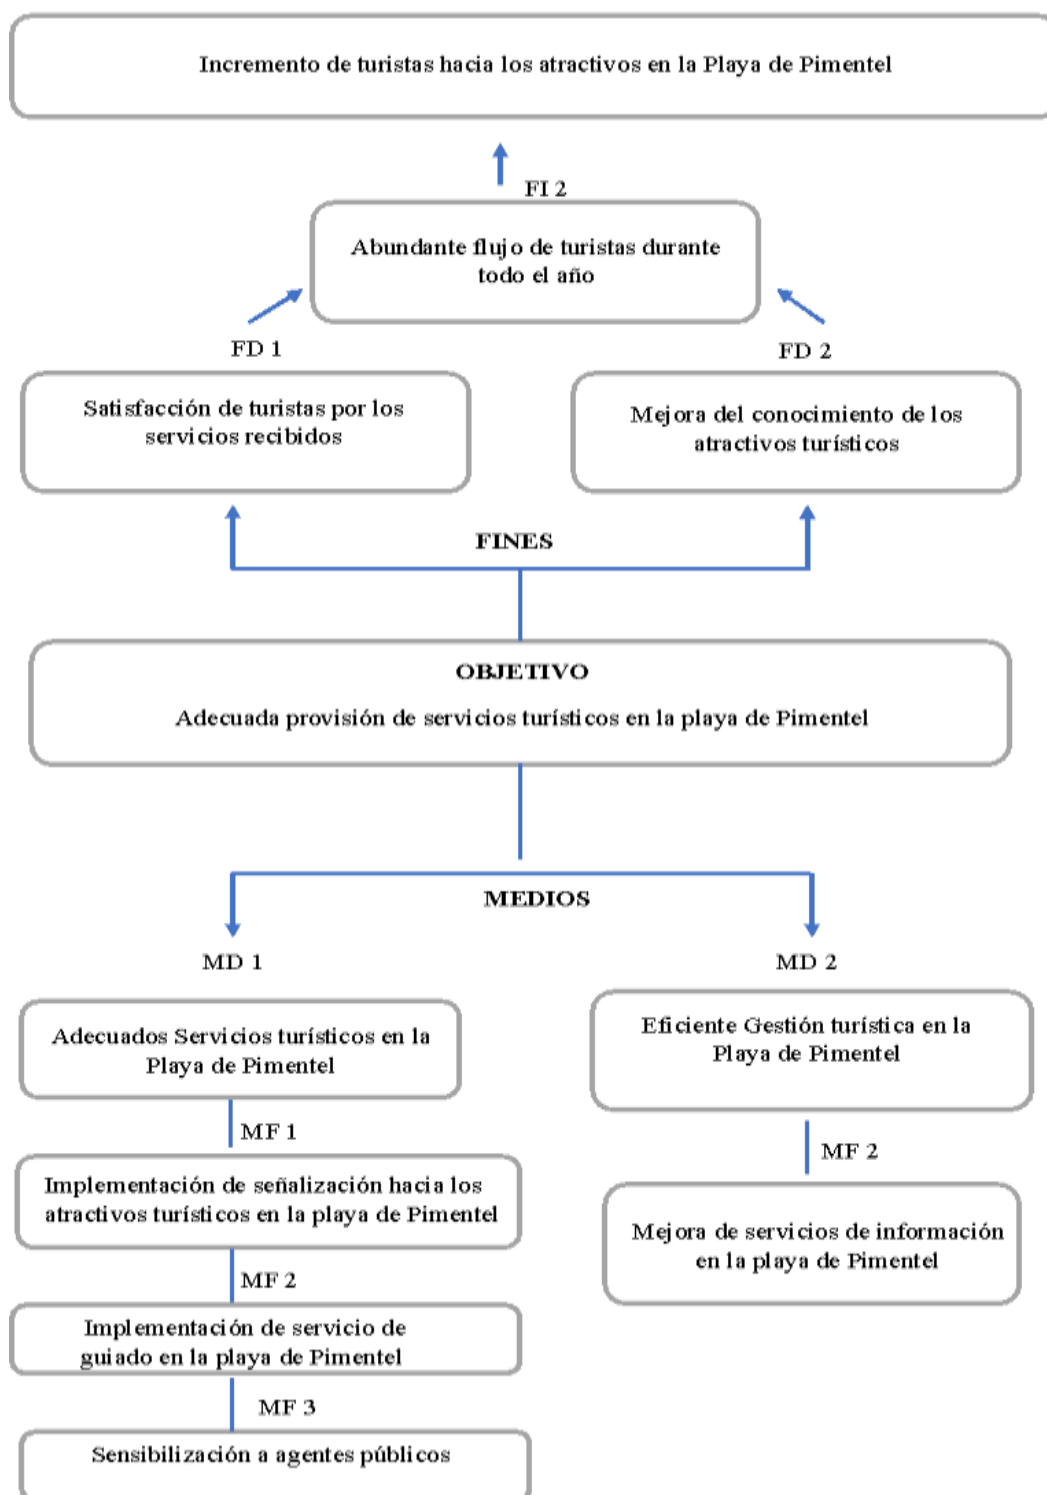 Incremento de turistas hacia los atractivos en la Playa de Pimentel
FI 2
Abundante flujo de turistas durante
todo el año
FD 1
FD 2
Satisfacción de turistas por los
servicios recibidos
Mejora del conocimiento de los
atractivos turísticos
FINES
OBJETIVO
Adecuada provisión de servicios turísticos en la playa de Pimentel
MEDIOS
MD 1
MD 2
Adecuados Servicios turísticos en la
Playa de Pimentel
Eficiente Gestión turística en la
Playa de Pimentel
MF 1
MF 2
Implementación de señalización hacia los
atractivos turísticos en la playa de Pimentel
Mejora de servicios de información
en la playa de Pimentel
MF 2
Implementación de servicio de
guiado en la playa de Pimentel
MF 3
Sensibilización a agentes públicos